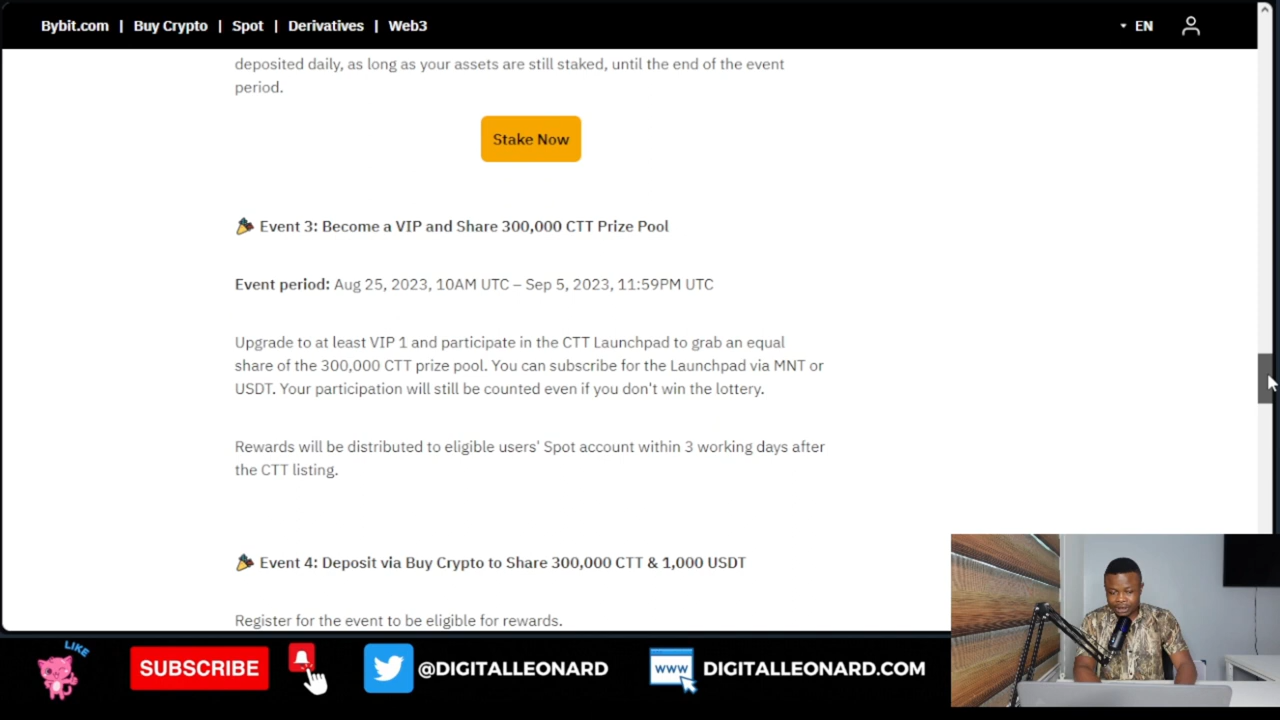 Bybit.com | Buy Crypto | Spot | Derivatives | Web3
EN
deposited daily, as long as your assets are still staked, until the end of the event
period.
Stake Now
Event 3: Become a VIP and Share 300,000 CTT Prize Pool
Event period: Aug 25, 2023, 10AM UTC – Sep 5, 2023, 11:59PM UTC
Upgrade to at least VIP 1 and participate in the CTT Launchpad to grab an equal
share of the 300,000 CTT prize pool. You can subscribe for the Launchpad via MNT or
USDT. Your participation will still be counted even if you don't win the lottery.
Rewards will be distributed to eligible users' Spot account within 3 working days after
the CTT listing.
Event 4: Deposit via Buy Crypto to Share 300,000 CTT & 1,000 USDT
Register for the event to be eligible for rewards.
LIKE
SUBSCRIBE
@DIGITALLEONARD
WWW
DIGITALLEONARD.COM